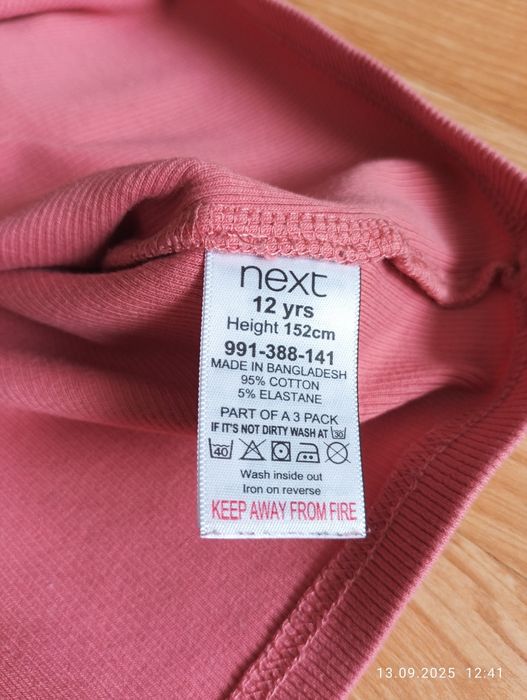 next
12 yrs
Height 152cm
991-388-141
MADE IN BANGLADESH
95% COTTON
5% ELASTANE
PART OF A 3 PACK
IF IT'S NOT DIRTY WASH AT 30
40
Wash inside out
Iron on reverse
KEEP AWAY FROM FIRE
13.09.2025 12:41